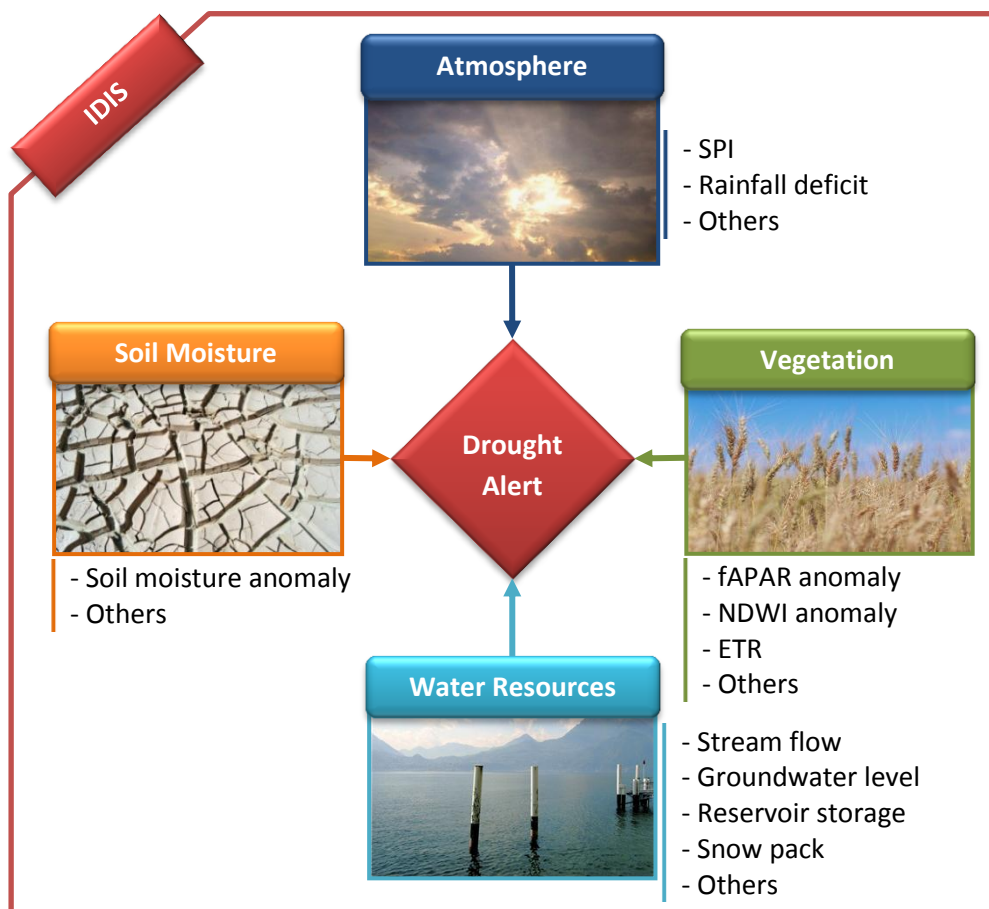 IDIS
Atmosphere
- SPI
- Rainfall deficit
- Others
Soil Moisture
- Soil moisture anomaly
- Others
Drought
Alert
Vegetation
- fAPAR anomaly
- NDWI anomaly
- ETR
- Others
Water Resources
- Stream flow
- Groundwater level
- Reservoir storage
- Snow pack
- Others